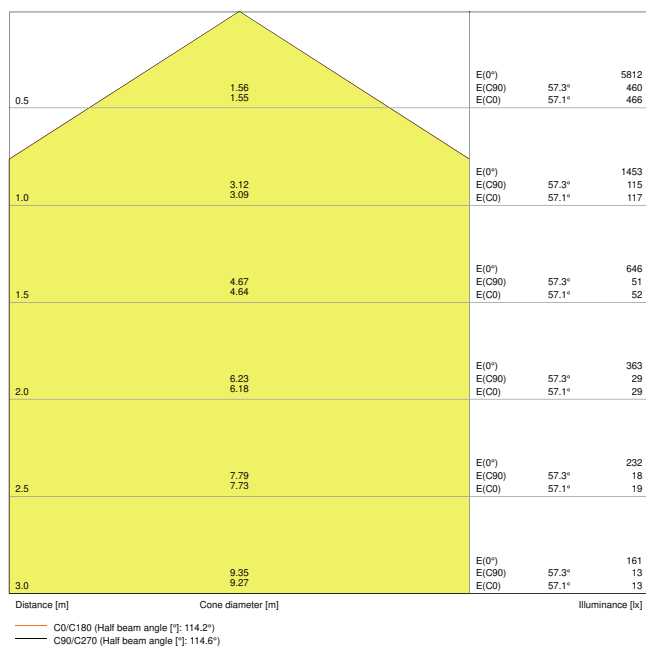 E(0°) 5812
1.56 E(C90) 57.3° 460
0.5 1.55 E(C0) 57.1° 466
E(0°) 1453
3.12 E(C90) 57.3° 115
1.0 3.09 E(C0) 57.1° 117
E(0°) 646
4.67 E(C90) 57.3° 51
1.5 4.64 E(C0) 57.1° 52
E(0°) 363
6.23 E(C90) 57.3° 29
2.0 6.18 E(C0) 57.1° 29
E(0°) 232
7.79 E(C90) 57.3° 18
2.5 7.73 E(C0) 57.1° 19
E(0°) 161
9.35 E(C90) 57.3° 13
3.0 9.27 E(C0) 57.1° 13
Distance [m] Cone diameter [m] Illuminance [lx]
C0/C180 (Half beam angle [°]: 114.2°)
C90/C270 (Half beam angle [°]: 114.6°)